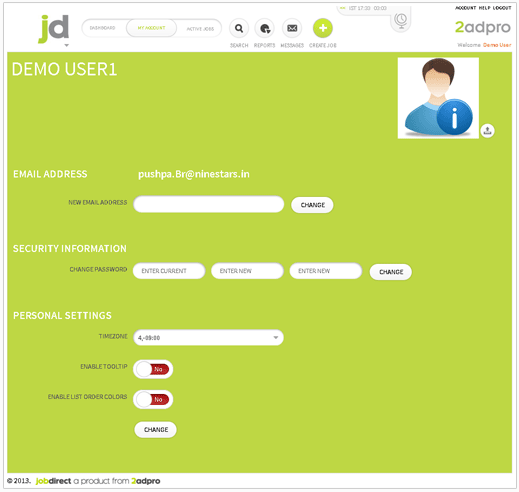 jd
DASHBOARD MY ACCOUNT ACTIVE JOBS
SEARCH REPORTS MESSAGES CREATE JOB
IST 17:30 00:00
ACCOUNT HELP LOGOUT
2adpro
Welcome Demo User
DEMO USER1
i
EMAIL ADDRESS pushpa.Br@ninestars.in
NEW EMAIL ADDRESS CHANGE
SECURITY INFORMATION
CHANGE PASSWORD ENTER CURRENT ENTER NEW ENTER NEW CHANGE
PERSONAL SETTINGS
TIMEZONE 4,-09:00
ENABLE TOOLTIP No
ENABLE LIST ORDER COLORS No
CHANGE
© 2013. jobdirect a product from 2adpro